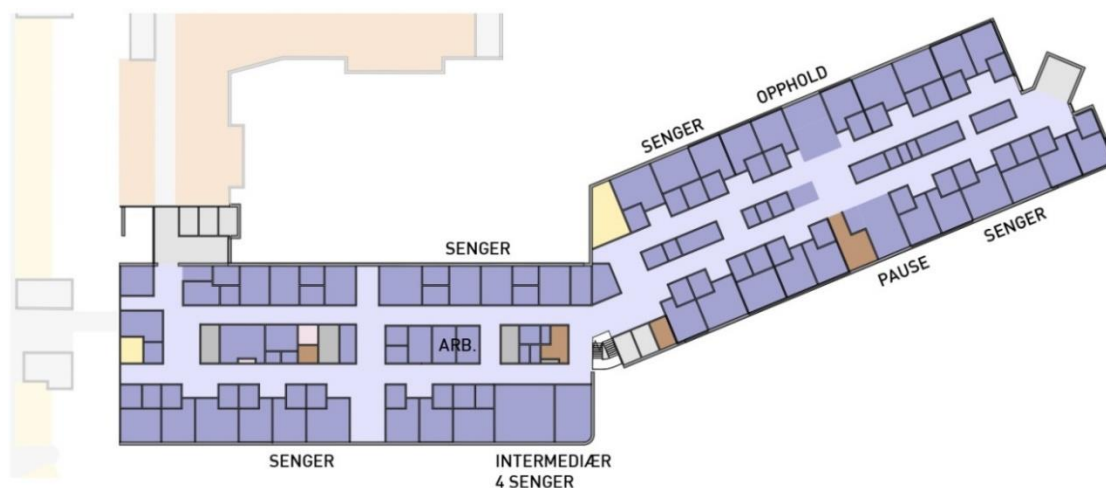 OPPHOLD
SENGER
SENGER
SENGER
PAUSE
ARB.
SENGER
INTERMEDIÆR
4 SENGER